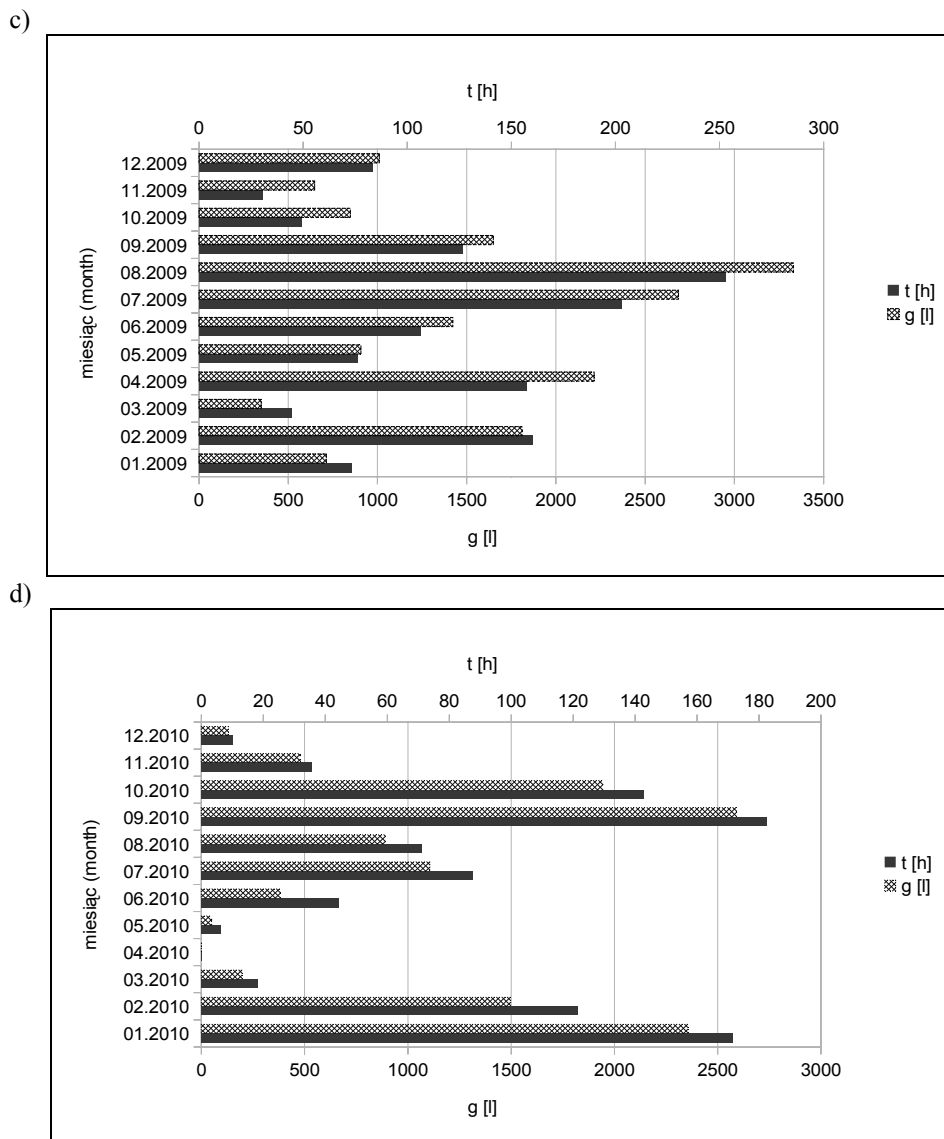 c)
t [h]
0 50 100 150 200 250 300
12.2009
11.2009
10.2009
09.2009
08.2009
07.2009
06.2009
05.2009
04.2009
03.2009
02.2009
01.2009
miesiąc (month)
t [h]
g [l]
0 500 1000 1500 2000 2500 3000 3500
g [l]
d)
t [h]
0 20 40 60 80 100 120 140 160 180 200
12.2010
11.2010
10.2010
09.2010
08.2010
07.2010
06.2010
05.2010
04.2010
03.2010
02.2010
01.2010
miesiąc (month)
t [h]
g [l]
0 500 1000 1500 2000 2500 3000
g [l]